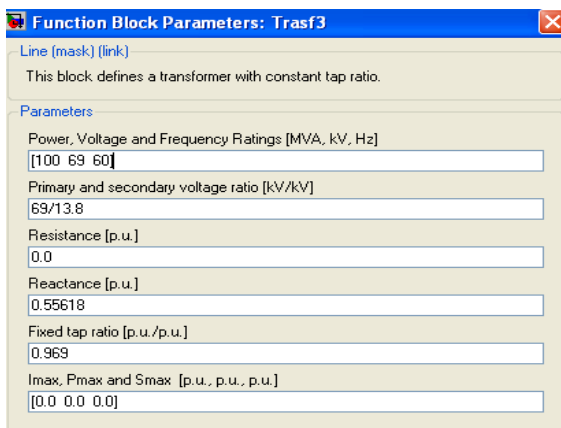 Function Block Parameters: Trasf3
Line (mask) (link)
This block defines a transformer with constant tap ratio.
Parameters
Power, Voltage and Frequency Ratings [MVA, kV, Hz]
[100 69 60]
Primary and secondary voltage ratio [kV/kV]
69/13.8
Resistance [p.u.]
0.0
Reactance [p.u.]
0.55618
Fixed tap ratio [p.u./p.u.]
0.969
Imax, Pmax and Smax [p.u., p.u., p.u.]
[0.0 0.0 0.0]